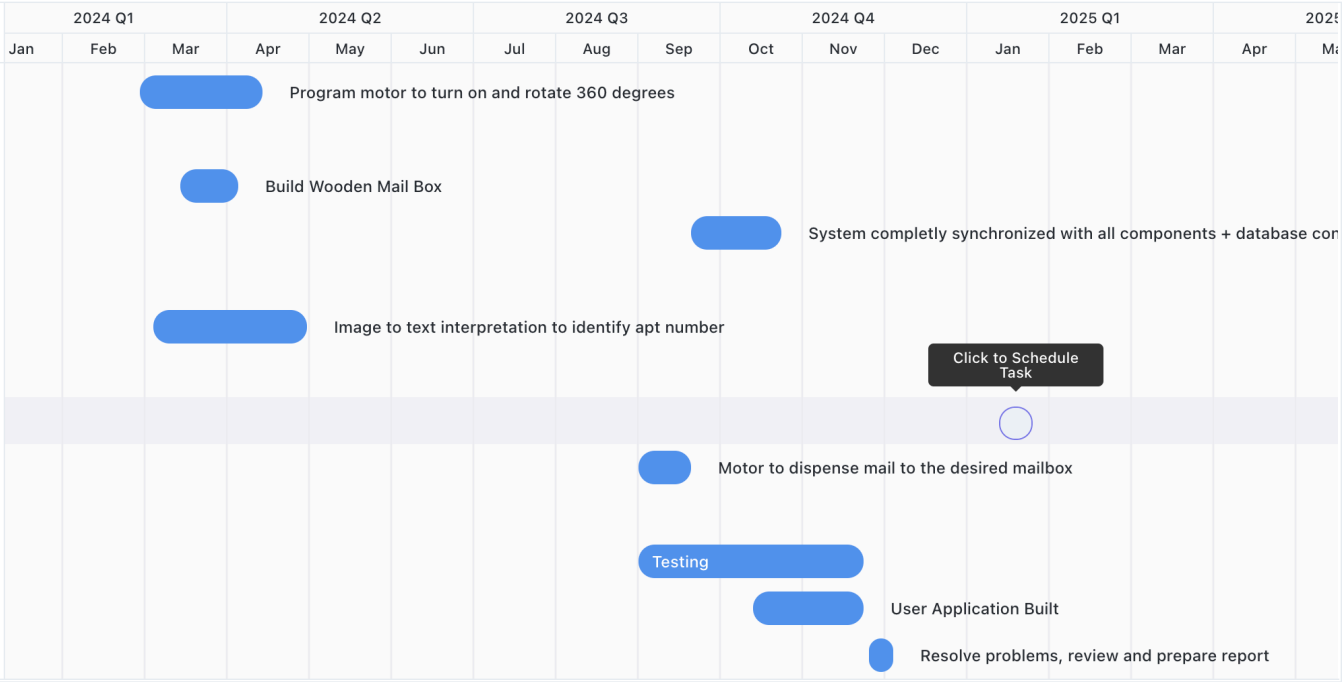 2024 Q1 2024 Q2 2024 Q3 2024 Q4 2025 Q1
Jan Feb Mar Apr May Jun Jul Aug Sep Oct Nov Dec Jan Feb Mar Apr
Program motor to turn on and rotate 360 degrees
Build Wooden Mail Box
System completly synchronized with all components + database
Image to text interpretation to identify apt number
Click to Schedule
Task
Motor to dispense mail to the desired mailbox
Testing
User Application Built
Resolve problems, review and prepare report